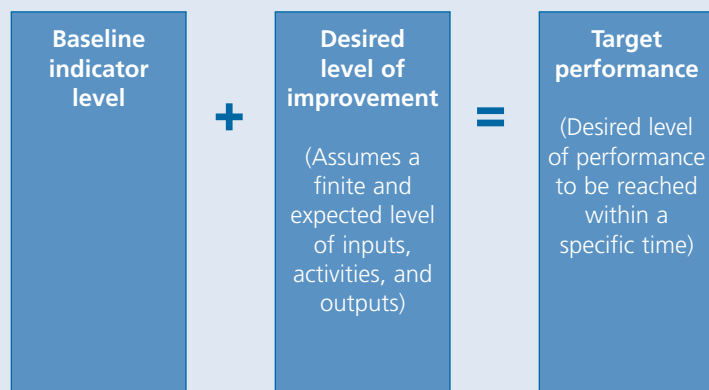 Baseline
indicator
level
+
Desired
level of
improvement
(Assumes a
finite and
expected level
of inputs,
activities, and
outputs)
=
Target
performance
(Desired level
of performance
to be reached
within a
specific time)